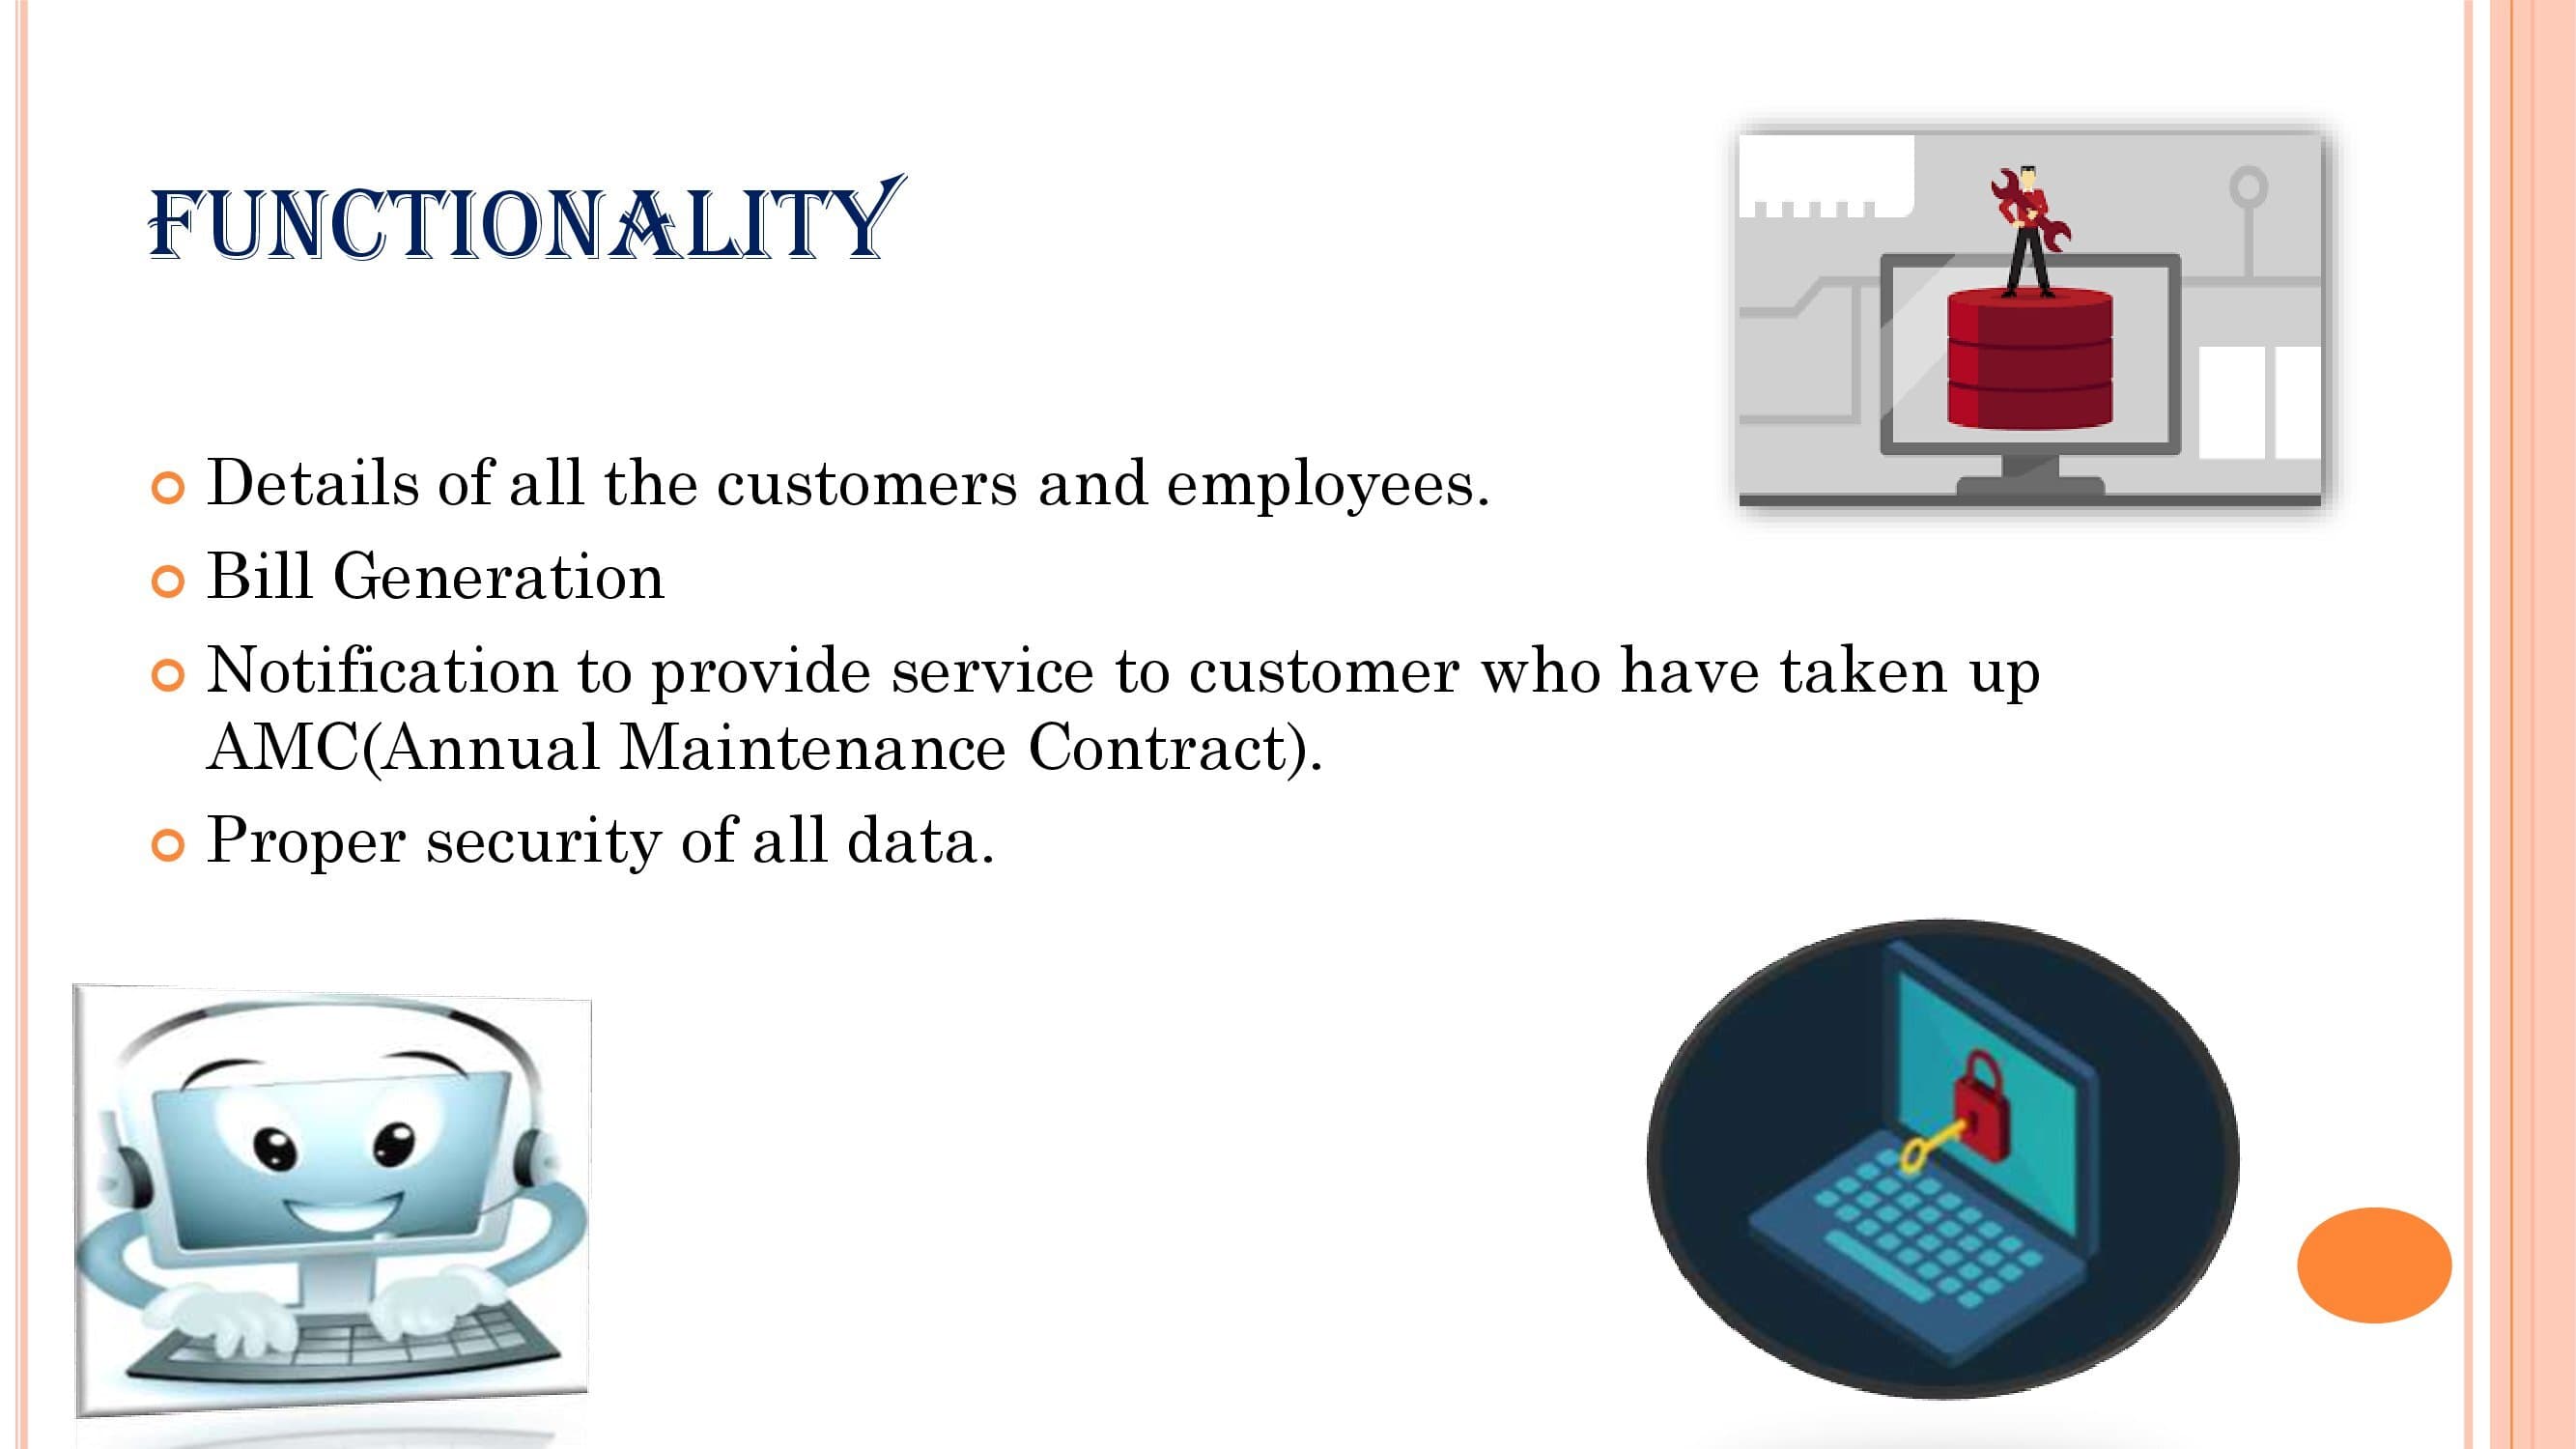 FUNCTIONALITY
Details of all the customers and employees.
Bill Generation
Notification to provide service to customer who have taken up
AMC(Annual Maintenance Contract).
Proper security of all data.